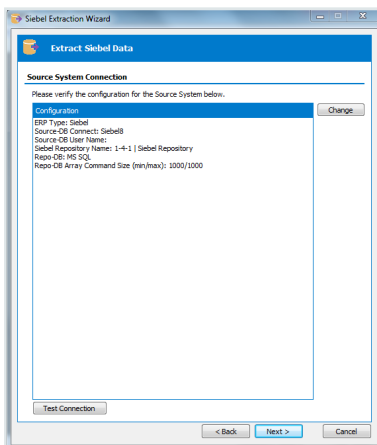 Siebel Extraction Wizard
Extract Siebel Data
Source System Connection
Please verify the configuration for the Source System below.
Configuration
Change
ERP Type: Siebel
Source-DB Connect: Siebel8
Source-DB User Name:
Siebel Repository Name: 1-4-1 | Siebel Repository
Repo-DB: MS SQL
Repo-DB Array Command Size (min/max): 1000/1000
Test Connection
< Back
Next >
Cancel